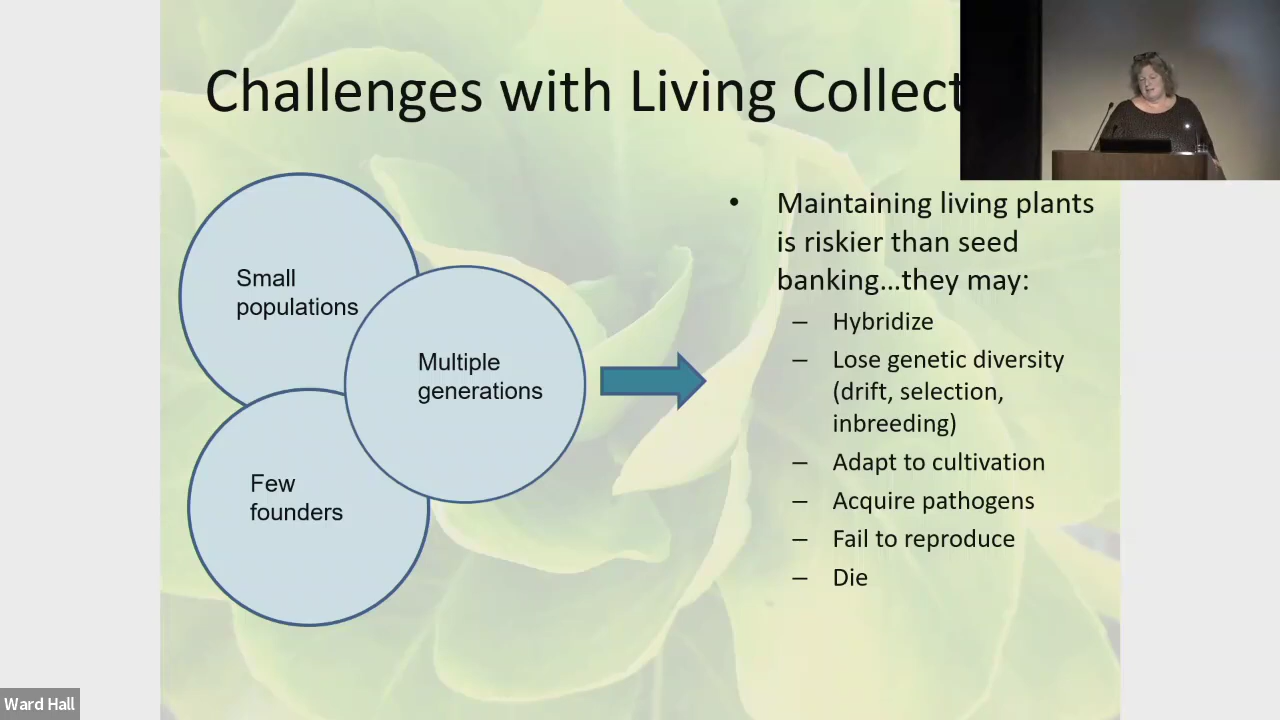 Challenges with Living Collect
Small
populations
Multiple
generations
Few
founders
• Maintaining living plants
is riskier than seed
banking...they may:
– Hybridize
– Lose genetic diversity
(drift, selection,
inbreeding)
– Adapt to cultivation
– Acquire pathogens
– Fail to reproduce
– Die
Ward Hall